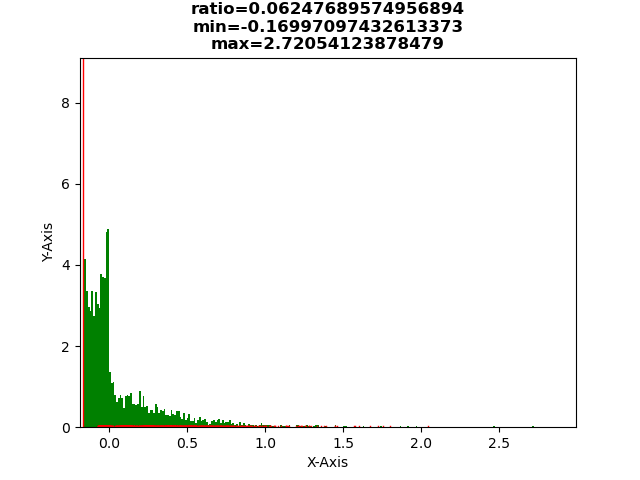 ratio=0.06247689574956894
min=-0.16997097432613373
max=2.72054123878479
8
6
4
2
0
Y-Axis
0.0 0.5 1.0 1.5 2.0 2.5
X-Axis